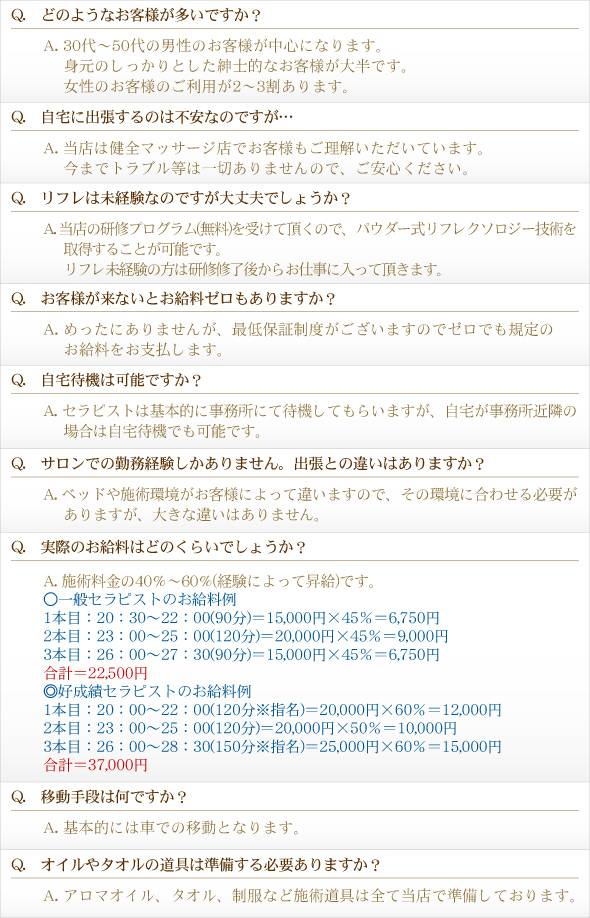 Q. どのようなお客様が多いですか？
A. 30代～50代の男性のお客様が中心になります。
身元のしっかりとした紳士的なお客様が大半です。
女性のお客様のご利用が2～3割あります。
Q. 自宅に出張するのは不安なのですが…
A. 当店は健全マッサージ店でお客様もご理解いただいています。
今までトラブル等は一切ありませんので、ご安心ください。
Q. リフレは未経験なのですが大丈夫でしょうか？
A. 当店の研修プログラム(無料)を受けて頂くので、パウダー式リフレクソロジー技術を
取得することが可能です。
リフレ未経験の方は研修修了後からお仕事に入って頂きます。
Q. お客様が来ないとお給料ゼロもありますか？
A. めったにありませんが、最低保証制度がございますのでゼロでも規定の
お給料をお支払します。
Q. 自宅待機は可能ですか？
A. セラピストは基本的に事務所にて待機してもらいますが、自宅が事務所近隣の
場合は自宅待機でも可能です。
Q. サロンでの勤務経験しかありません。出張との違いはありますか？
A. ベッドや施術環境がお客様によって違いますので、その環境に合わせる必要が
ありますが、大きな違いはありません。
Q. 実際のお給料はどのくらいでしょうか？
A. 施術料金の40％～60％(経験によって昇給)です。
〇一般セラピストのお給料例
1本目：20：30～22：00(90分)＝15,000円×45％＝6,750円
2本目：23：00～25：00(120分)＝20,000円×45％＝9,000円
3本目：26：00～27：30(90分)＝15,000円×45％＝6,750円
合計＝22,500円
◎好成績セラピストのお給料例
1本目：20：00～22：00(120分※指名)＝20,000円×60％＝12,000円
2本目：23：00～25：00(120分)＝20,000円×50％＝10,000円
3本目：26：00～28：30(150分※指名)＝25,000円×60％＝15,000円
合計＝37,000円
Q. 移動手段は何ですか？
A. 基本的には車での移動となります。
Q. オイルやタオルの道具は準備する必要ありますか？
A. アロマオイル、タオル、制服など施術道具は全て当店で準備しております。